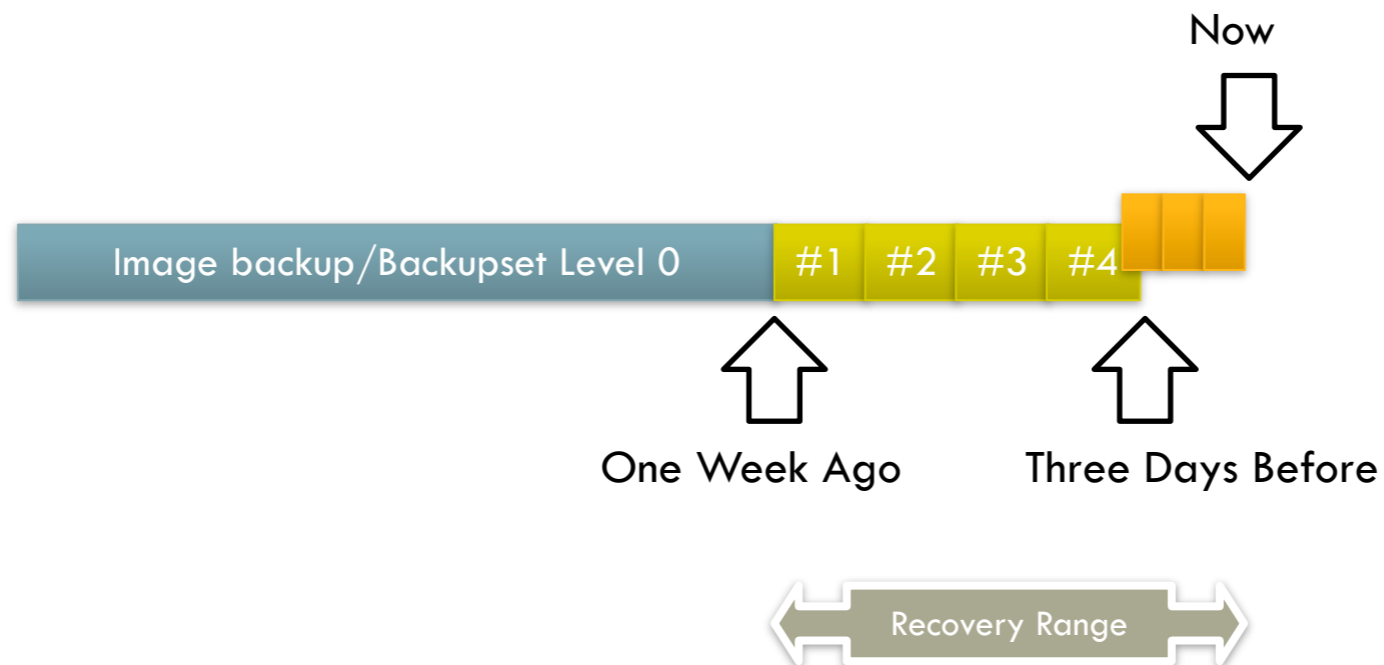 Now
Image backup/Backupset Level 0
#1
#2
#3
#4
One Week Ago
Three Days Before
Recovery Range